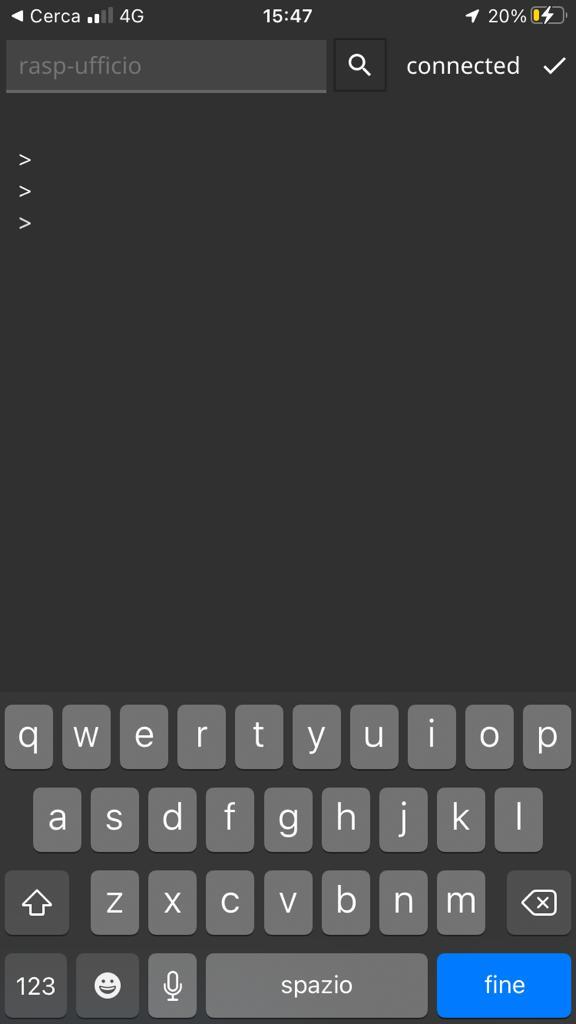 ◀ Cerca 4G 15:47 20%
rasp-ufficio connected
>
>
>
q w e r t y u i o p
a s d f g h j k l
z x c v b n m
123 spazio fine